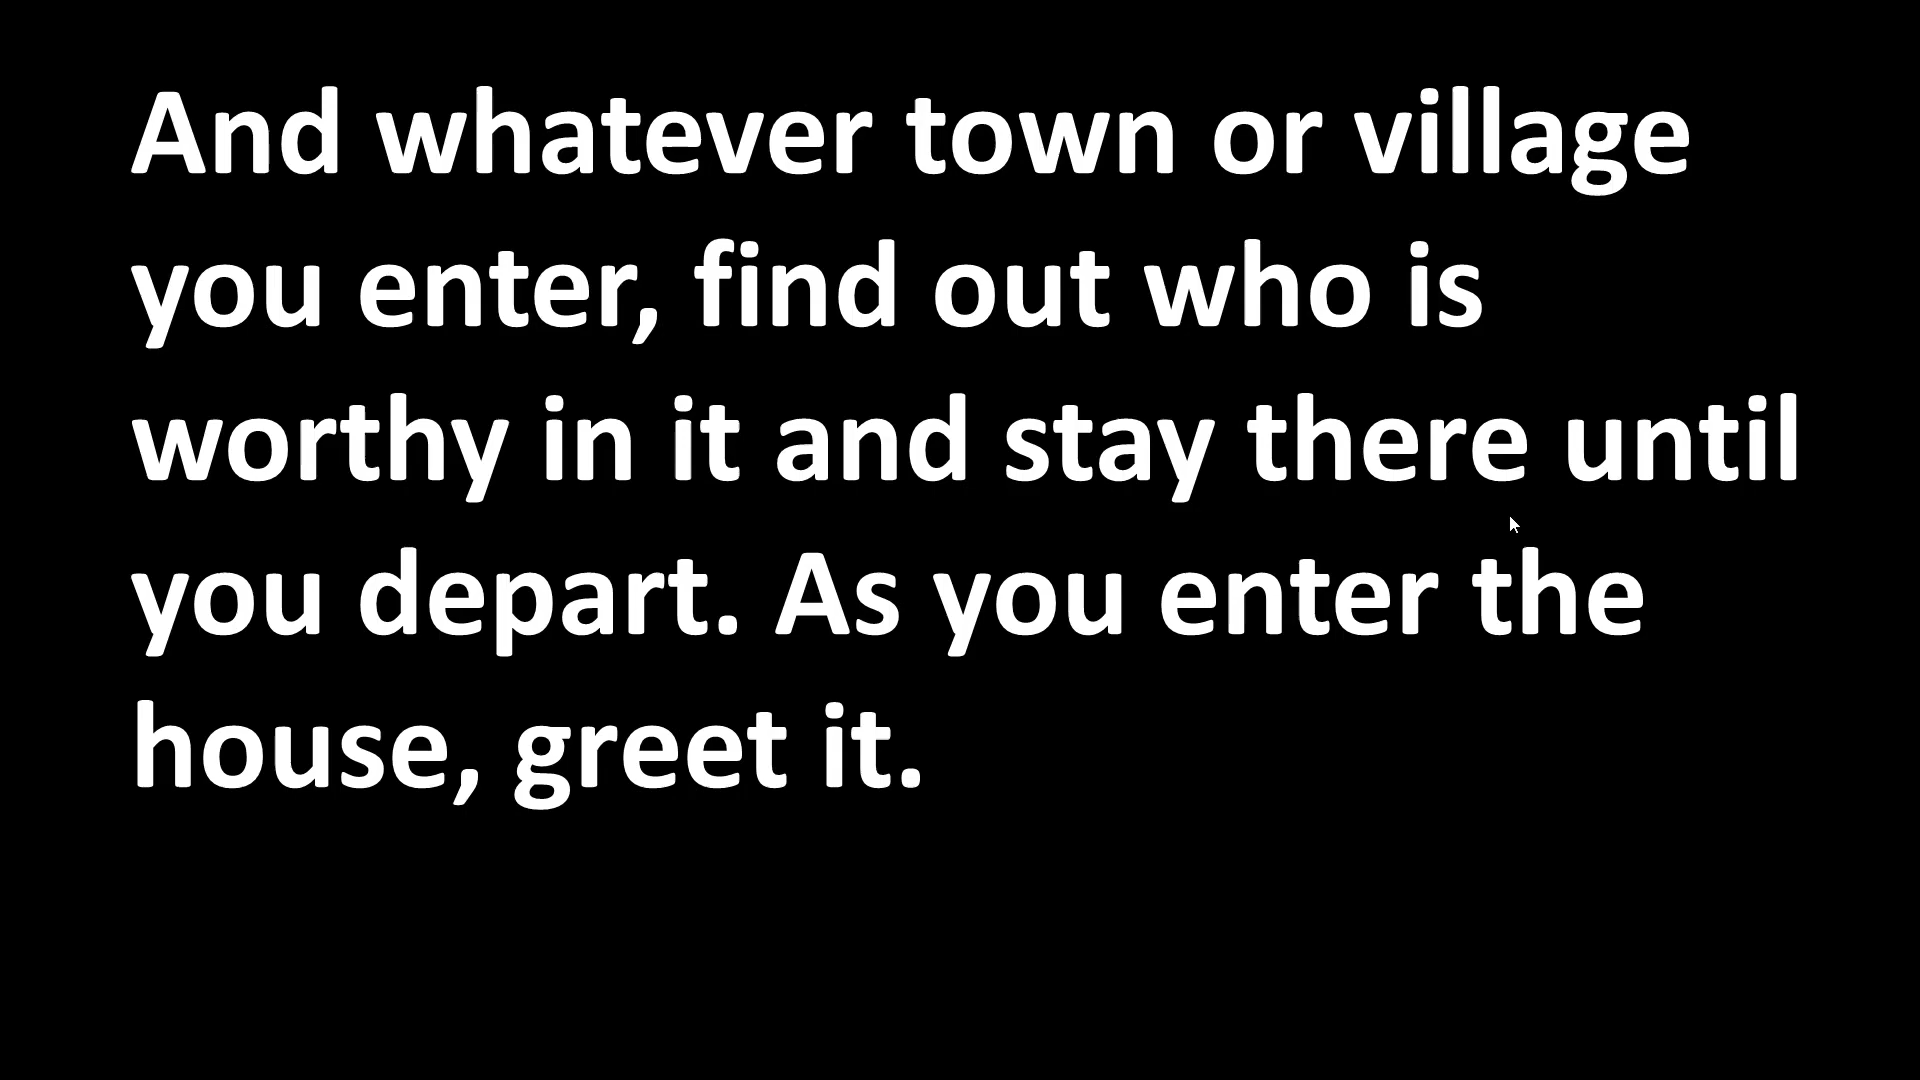 And whatever town or village
you enter, find out who is
worthy in it and stay there until
you depart. As you enter the
house, greet it.